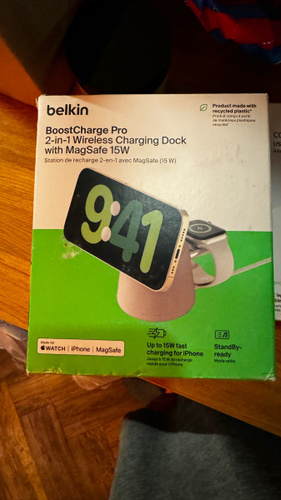 belkin
Product made with
recycled plastic*
BoostCharge Pro
2-in-1 Wireless Charging Dock
with MagSafe 15W
Station de recharge 2-en-1 avec MagSafe (15 W)
9:41
Made for
WATCH | iPhone | MagSafe
Up to 15W fast
charging for iPhone
StandBy-
ready